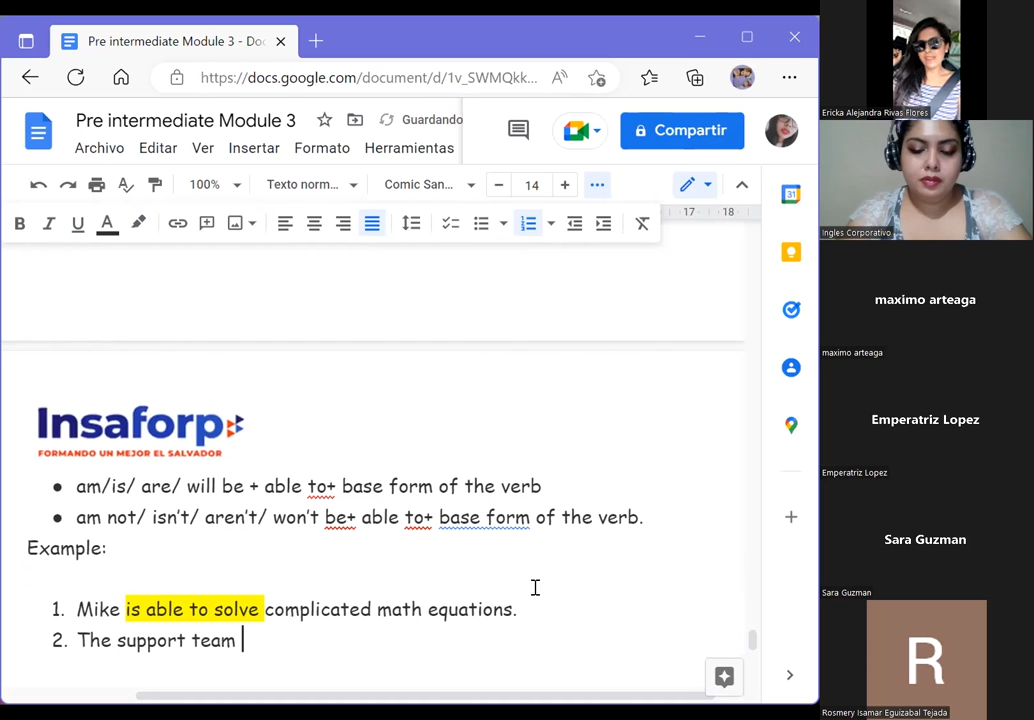 Pre intermediate Module 3 - Doc
https://docs.google.com/document/d/1v_SWMQkk...
Pre intermediate Module 3
Guardando
Archivo Editar Ver Insertar Formato Herramientas
Compartir
100% Texto norm... Comic San... 14
17 18
Insaforp
FORMANDO UN MEJOR EL SALVADOR
am/is/ are/ will be + able to+ base form of the verb
am not/ isn't/ aren't/ won't be+ able to+ base form of the verb.
Example:
1. Mike is able to solve complicated math equations.
2. The support team
Ericka Alejandra Rivas Flores
Ingles Corporativo
maximo arteaga
maximo arteaga
Emperatriz Lopez
Emperatriz Lopez
Sara Guzman
Sara Guzman
R
Rosmery Isamar Eguizabal Tejada